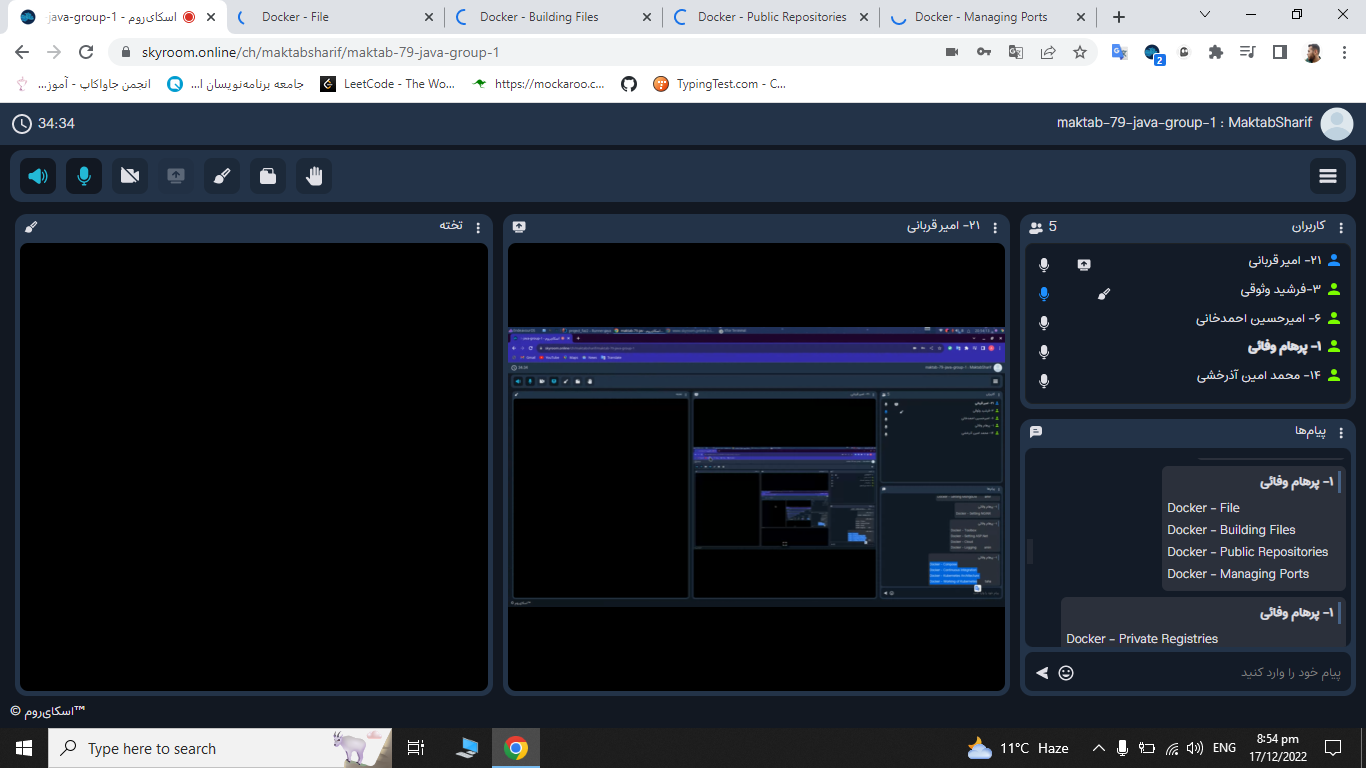 java-group-1 - اسکای‌روم
Docker - File
Docker - Building Files
Docker - Public Repositories
Docker - Managing Ports
skyroom.online/ch/maktabsharif/maktab-79-java-group-1
2
انجمن جاواکاپ - آموز...
جامعه برنامه‌نویسان ا...
LeetCode - The Wo...
https://mockaroo.c...
TypingTest.com - C...
34:34
maktab-79-java-group-1 : MaktabSharif
تخته
۲۱- امیر قربانی
کاربران
5
۲۱- امیر قربانی
۳-فرشید وثوقی
۶- امیرحسین احمدخانی
۱- پرهام وفائی
۱۴- محمد امین آذرخشی
پیام‌ها
۱- پرهام وفائی
Docker - File
Docker - Building Files
Docker - Public Repositories
Docker - Managing Ports
۱- پرهام وفائی
Docker - Private Registries
پیام خود را وارد کنید
© اسکای‌روم™
Type here to search
11°C Haze
ENG
8:54 pm
17/12/2022